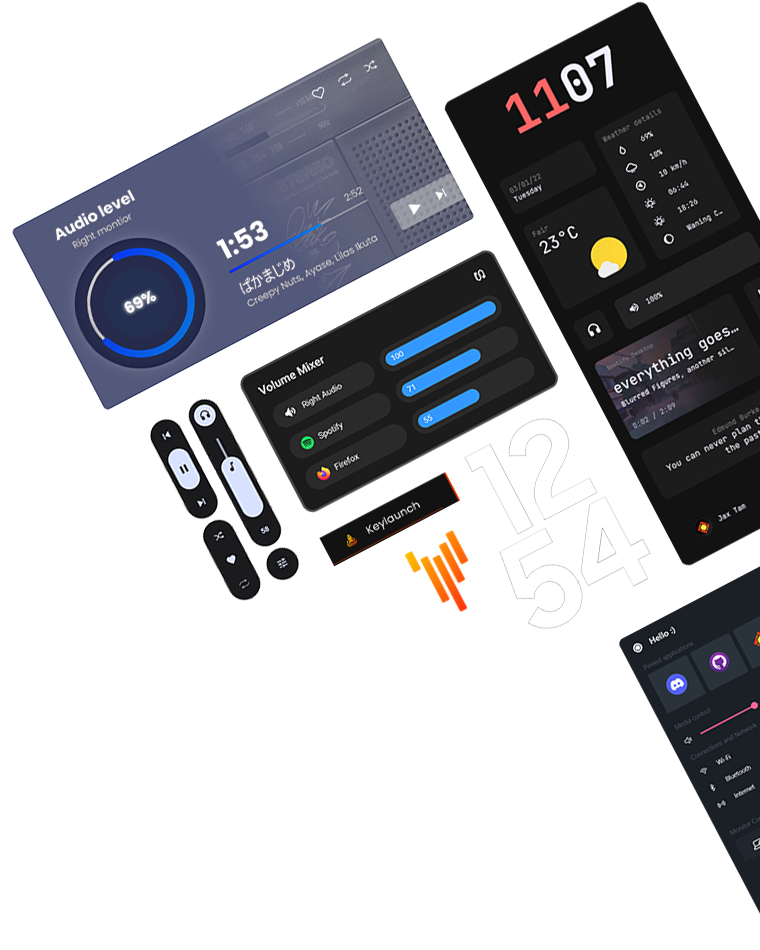 Audio level
Right montior
69%
1:53
2:52
ぱかまじめ
Creepy Nuts, Ayase, Lilas Ikuta
Volume Mixer
Right Audio
100
Spotify
71
Firefox
55
58
Keylaunch
12
54
1107
03/01/22
Tuesday
Weather details
69%
10%
10 km/h
06:44
18:26
Waning C…
Fair
23°C
100%
Spotify Desktop
everything goes…
Blurred Figures, another sil…
5:02 / 2:09
Edmund Burke
You can never plan t
the pas
Jax Tam
Hello :)
Pinned Applications
Media control
Connections and Network
Wi-Fi
Bluetooth
Internet
Monitor Co